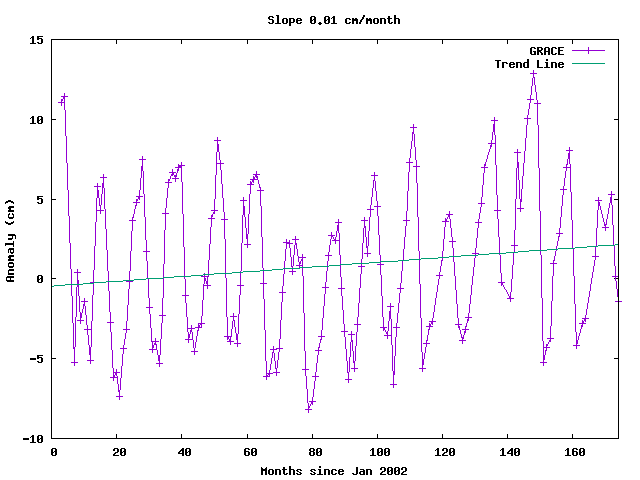 Slope 0.01 cm/month
GRACE
Trend Line
Anomaly (cm)
15
10
5
0
-5
-10
0 20 40 60 80 100 120 140 160
Months since Jan 2002